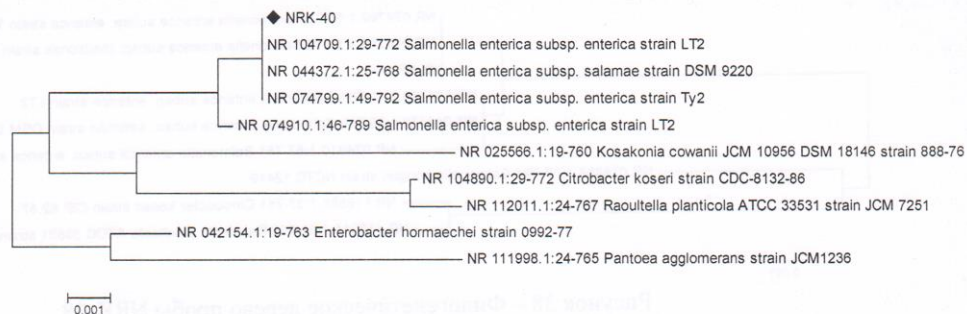 NRK-40
NR 104709.1:29-772 Salmonella enterica subsp. enterica strain LT2
NR 044372.1:25-768 Salmonella enterica subsp. salamae strain DSM 9220
NR 074799.1:49-792 Salmonella enterica subsp. enterica strain Ty2
NR 074910.1:46-789 Salmonella enterica subsp. enterica strain LT2
NR 025566.1:19-760 Kosakonia cowanii JCM 10956 DSM 18146 strain 888-76
NR 104890.1:29-772 Citrobacter koseri strain CDC-8132-86
NR 112011.1:24-767 Raoultella planticola ATCC 33531 strain JCM 7251
NR 042154.1:19-763 Enterobacter hormaechei strain 0992-77
NR 111998.1:24-765 Pantoea agglomerans strain JCM1236
0.001